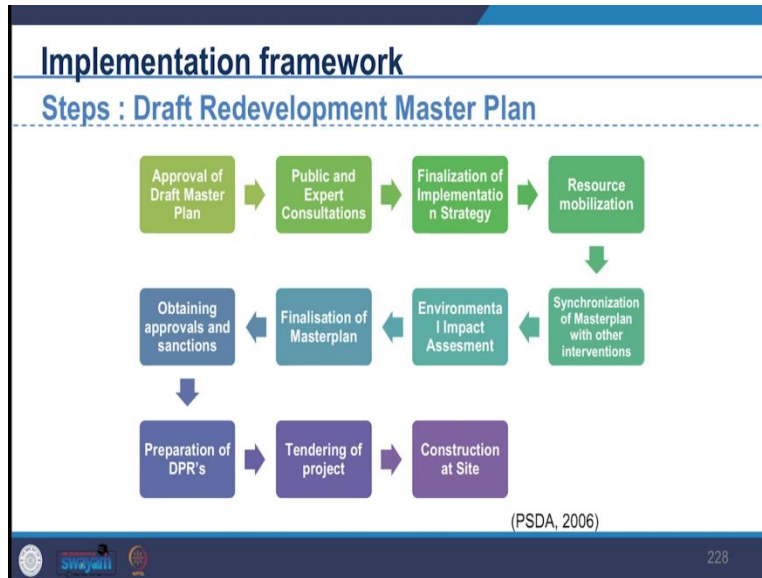 Implementation framework
Steps : Draft Redevelopment Master Plan
Approval of
Draft Master
Plan
Public and
Expert
Consultations
Finalization of
Implementatio
n Strategy
Resource
mobilization
Synchronization
of Masterplan
with other
interventions
Environmenta
l Impact
Assesment
Finalisation of
Masterplan
Obtaining
approvals and
sanctions
Preparation of
DPR's
Tendering of
project
Construction
at Site
(PSDA, 2006)
swayam
228